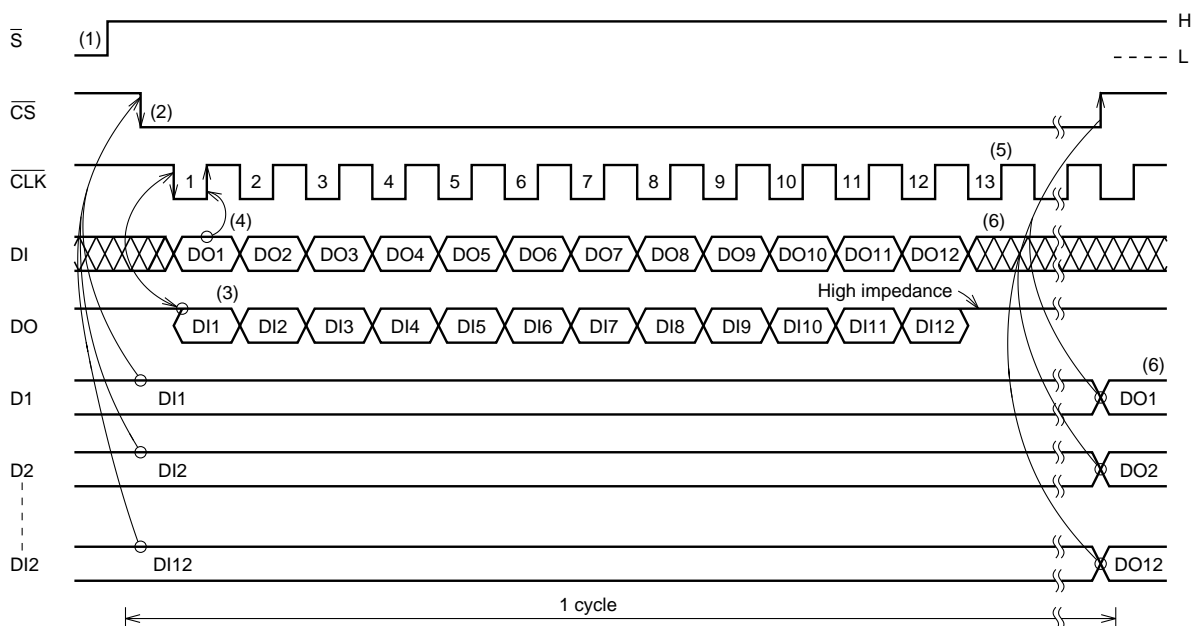 S (1) H
L
CS (2)
CLK 1 2 3 4 5 6 7 8 9 10 11 12 13 (5)
(4) (6)
DI DO1 DO2 DO3 DO4 DO5 DO6 DO7 DO8 DO9 DO10 DO11 DO12
(3) High impedance
DO DI1 DI2 DI3 DI4 DI5 DI6 DI7 DI8 DI9 DI10 DI11 DI12
(6)
D1 DI1 DO1
D2 DI2 DO2
DI2 DI12 DO12
1 cycle